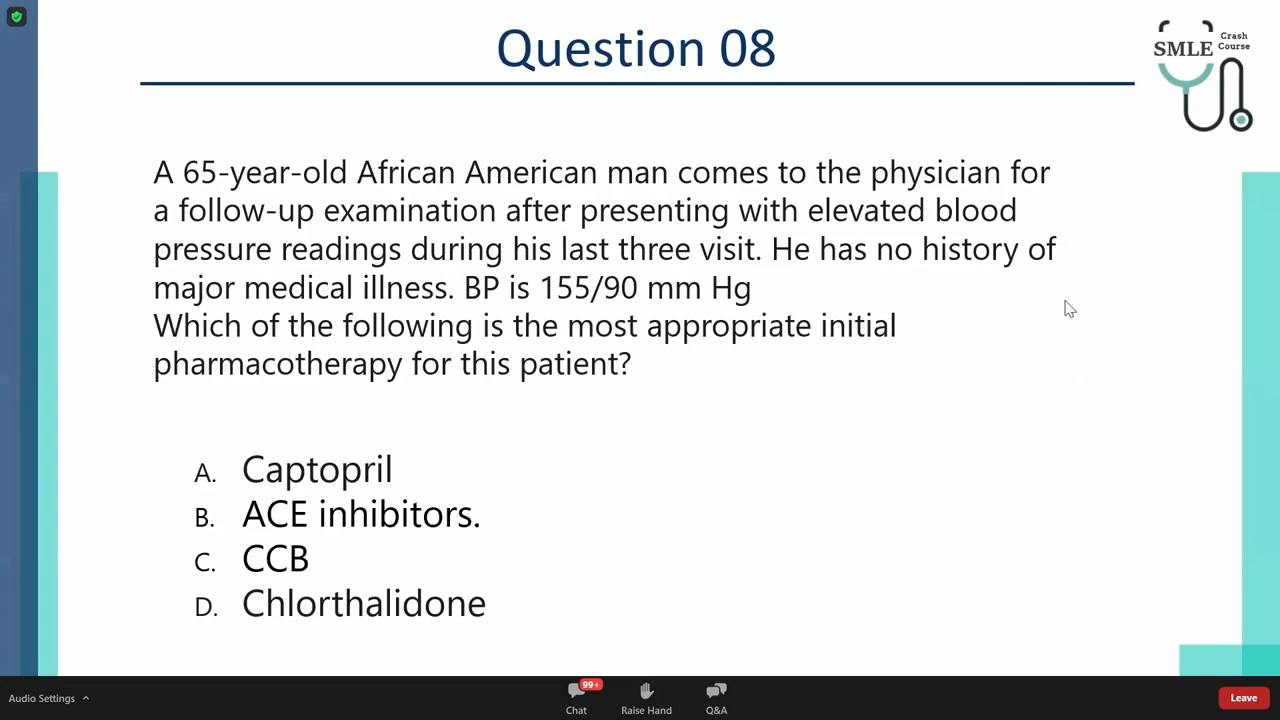 Question 08
SMLE
Crash
Course
A 65-year-old African American man comes to the physician for
a follow-up examination after presenting with elevated blood
pressure readings during his last three visit. He has no history of
major medical illness. BP is 155/90 mm Hg
Which of the following is the most appropriate initial
pharmacotherapy for this patient?
A. Captopril
B. ACE inhibitors.
C. CCB
D. Chlorthalidone
Audio Settings
99+
Chat
Raise Hand
Q&A
Leave